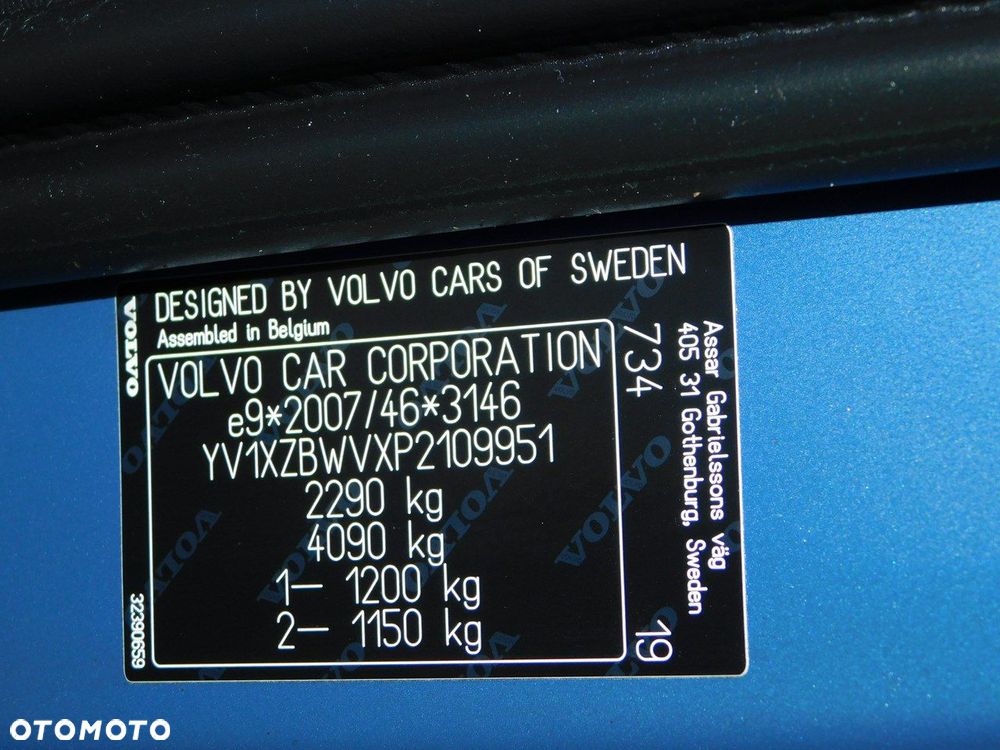 VOLVO
DESIGNED BY VOLVO CARS OF SWEDEN
Assembled in Belgium
VOLVO CAR CORPORATION
e9*2007/46*3146
YV1XZBWVXP2109951
2290 kg
4090 kg
1– 1200 kg
2– 1150 kg
734
19
Assar Gabrielssons väg
405 31 Gothenburg, Sweden
32390659
OTOMOTO